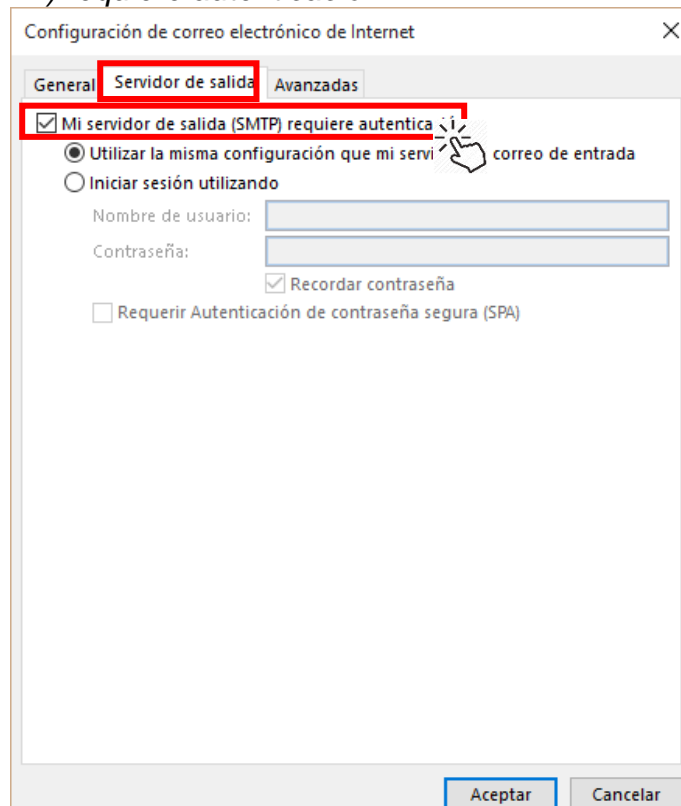 Configuración de correo electrónico de Internet
General Servidor de salida Avanzadas
Mi servidor de salida (SMTP) requiere
Utilizar la misma configuración que mi correo de entrada
Iniciar sesión utilizando
Nombre de usuario:
Contraseña:
Recordar contraseña
Requerir Autenticación de contraseña segura (SPA)
Aceptar Cancelar